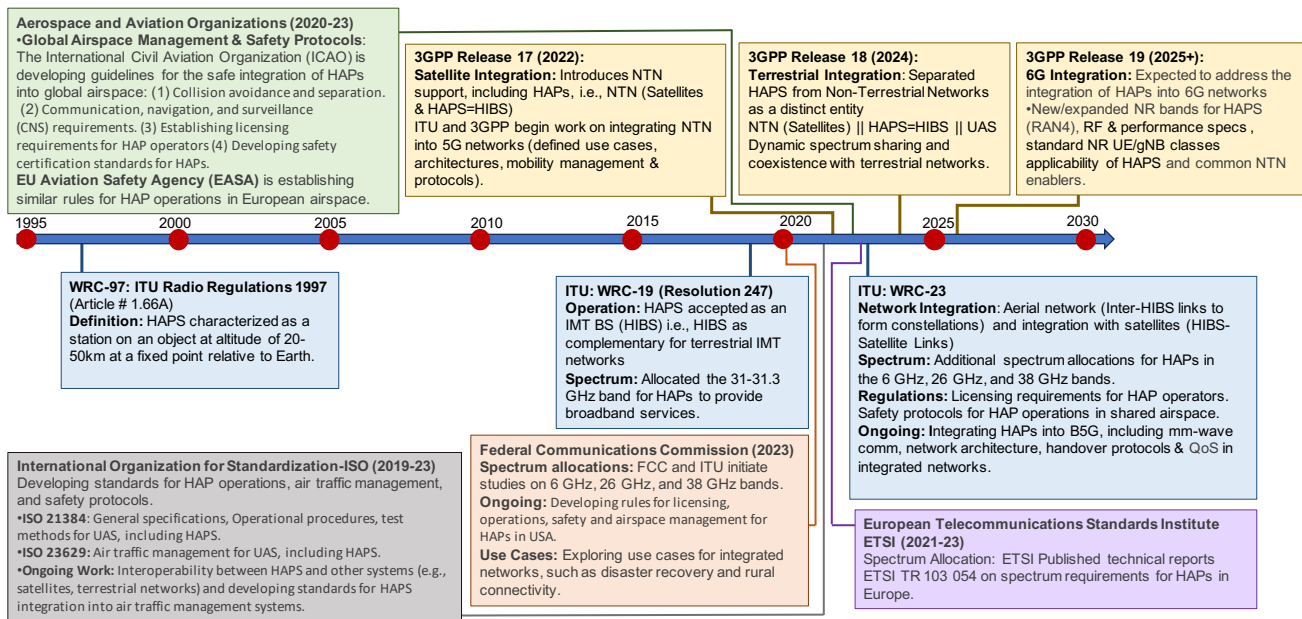 Aerospace and Aviation Organizations (2020-23)
•Global Airspace Management & Safety Protocols:
The International Civil Aviation Organization (ICAO) is
developing guidelines for the safe integration of HAPs
into global airspace: (1) Collision avoidance and separation.
(2) Communication, navigation, and surveillance
(CNS) requirements. (3) Establishing licensing
requirements for HAP operators (4) Developing safety
certification standards for HAPs.
EU Aviation Safety Agency (EASA) is establishing
similar rules for HAP operations in European airspace.
3GPP Release 17 (2022):
Satellite Integration: Introduces NTN
support, including HAPs, i.e., NTN (Satellites
& HAPS=HIBS)
ITU and 3GPP begin work on integrating NTN
into 5G networks (defined use cases,
architectures, mobility management &
protocols).
3GPP Release 18 (2024):
Terrestrial Integration: Separated
HAPS from Non-Terrestrial Networks
as a distinct entity
NTN (Satellites) || HAPS=HIBS || UAS
Dynamic spectrum sharing and
coexistence with terrestrial networks.
3GPP Release 19 (2025+):
6G Integration: Expected to address the
integration of HAPs into 6G networks
•New/expanded NR bands for HAPS
(RAN4), RF & performance specs ,
standard NR UE/gNB classes
applicability of HAPS and common NTN
enablers.
1995
2000
2005
2010
2015
2020
2025
2030
WRC-97: ITU Radio Regulations 1997
(Article # 1.66A)
Definition: HAPS characterized as a
station on an object at altitude of 20-
50km at a fixed point relative to Earth.
ITU: WRC-19 (Resolution 247)
Operation: HAPS accepted as an
IMT BS (HIBS) i.e., HIBS as
complementary for terrestrial IMT
networks
Spectrum: Allocated the 31-31.3
GHz band for HAPs to provide
broadband services.
ITU: WRC-23
Network Integration: Aerial network (Inter-HIBS links to
form constellations) and integration with satellites (HIBS-
Satellite Links)
Spectrum: Additional spectrum allocations for HAPs in
the 6 GHz, 26 GHz, and 38 GHz bands.
Regulations: Licensing requirements for HAP operators.
Safety protocols for HAP operations in shared airspace.
Ongoing: Integrating HAPs into B5G, including mm-wave
comm, network architecture, handover protocols & QoS in
integrated networks.
International Organization for Standardization-ISO (2019-23)
Developing standards for HAP operations, air traffic management,
and safety protocols.
•ISO 21384: General specifications, Operational procedures, test
methods for UAS, including HAPS.
•ISO 23629: Air traffic management for UAS, including HAPS.
•Ongoing Work: Interoperability between HAPS and other systems (e.g.,
satellites, terrestrial networks) and developing standards for HAPS
integration into air traffic management systems.
Federal Communications Commission (2023)
Spectrum allocations: FCC and ITU initiate
studies on 6 GHz, 26 GHz, and 38 GHz bands.
Ongoing: Developing rules for licensing,
operations, safety and airspace management for
HAPs in USA.
Use Cases: Exploring use cases for integrated
networks, such as disaster recovery and rural
connectivity.
European Telecommunications Standards Institute
ETSI (2021-23)
Spectrum Allocation: ETSI Published technical reports
ETSI TR 103 054 on spectrum requirements for HAPs in
Europe.